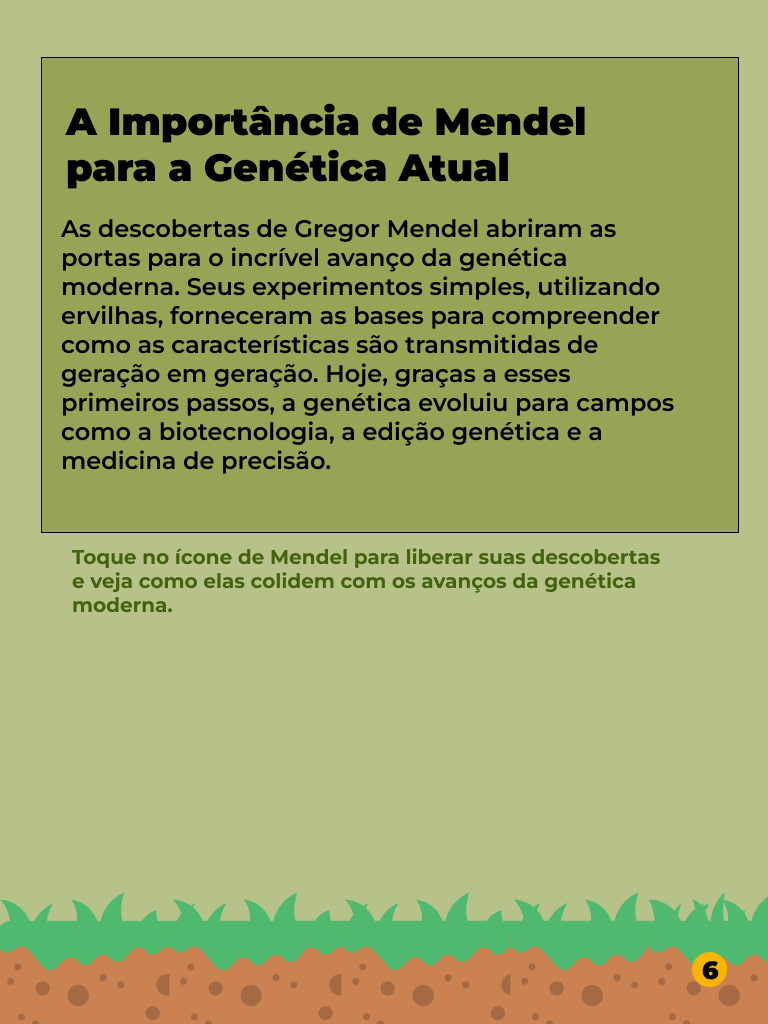 A Importância de Mendel
para a Genética Atual
As descobertas de Gregor Mendel abriram as
portas para o incrível avanço da genética
moderna. Seus experimentos simples, utilizando
ervilhas, forneceram as bases para compreender
como as características são transmitidas de
geração em geração. Hoje, graças a esses
primeiros passos, a genética evoluiu para campos
como a biotecnologia, a edição genética e a
medicina de precisão.
Toque no ícone de Mendel para liberar suas descobertas
e veja como elas colidem com os avanços da genética
moderna.
6